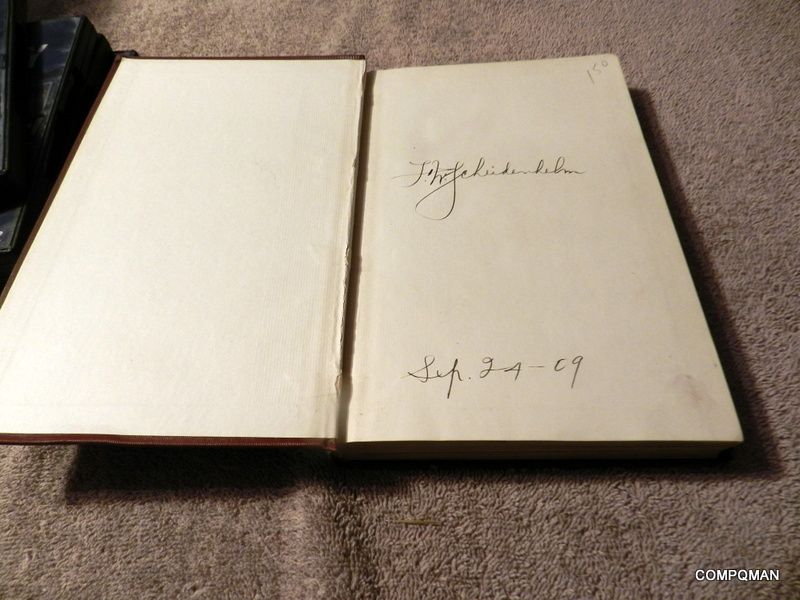 150
F. W. Scheidenhelm
Sep. 24 - 09
COMPQMAN